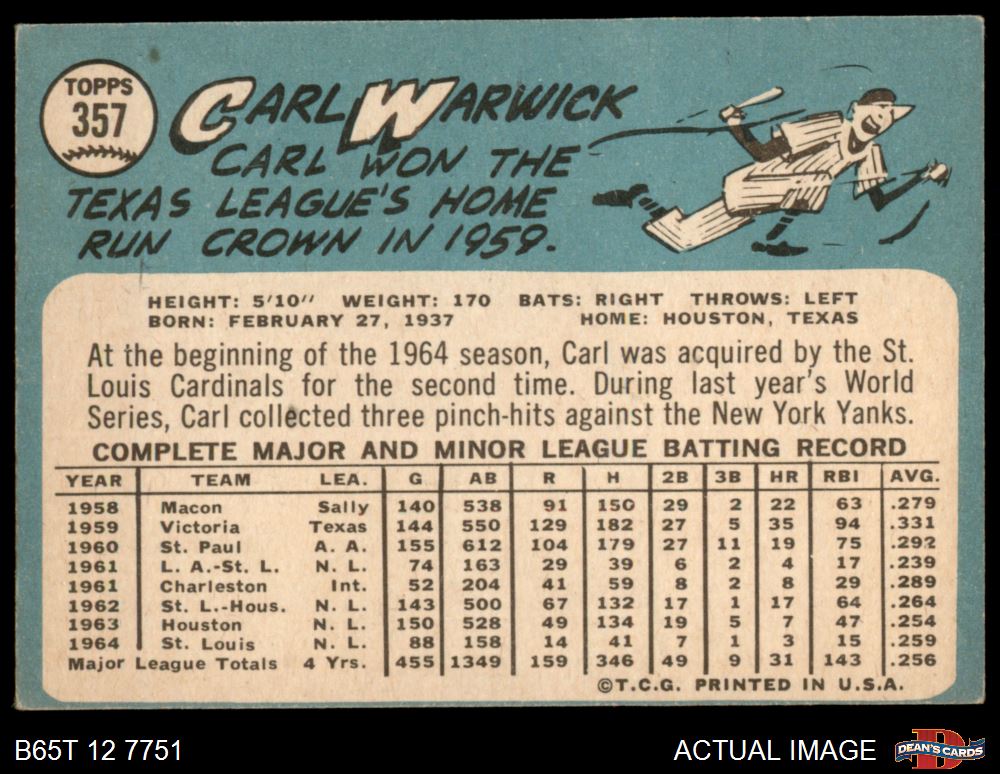 TOPPS
357
CARL WARWICK
CARL WON THE
TEXAS LEAGUE'S HOME
RUN CROWN IN 1959.
HEIGHT: 5'10" WEIGHT: 170 BATS: RIGHT THROWS: LEFT
BORN: FEBRUARY 27, 1937 HOME: HOUSTON, TEXAS
At the beginning of the 1964 season, Carl was acquired by the St.
Louis Cardinals for the second time. During last year's World
Series, Carl collected three pinch-hits against the New York Yanks.
COMPLETE MAJOR AND MINOR LEAGUE BATTING RECORD
YEAR TEAM LEA. G AB R H 2B 3B HR RBI AVG.
1958 Macon Sally 140 538 91 150 29 2 22 63 .279
1959 Victoria Texas 144 550 129 182 27 5 35 94 .331
1960 St. Paul A. A. 155 612 104 179 27 11 19 75 .292
1961 L. A.-St. L. N. L. 74 163 29 39 6 2 4 17 .239
1961 Charleston Int. 52 204 41 59 8 2 8 29 .289
1962 St. L.-Hous. N. L. 143 500 67 132 17 1 17 64 .264
1963 Houston N. L. 150 528 49 134 19 5 7 47 .254
1964 St. Louis N. L. 88 158 14 41 7 1 3 15 .259
Major League Totals 4 Yrs. 455 1349 159 346 49 9 31 143 .256
©T.C.G. PRINTED IN U.S.A.
B65T 12 7751 ACTUAL IMAGE DEAN'S CARDS